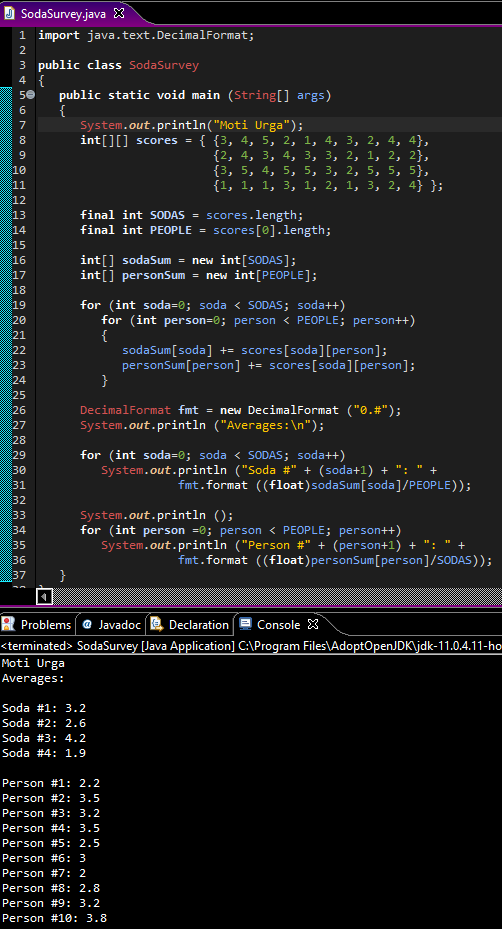 SodaSurvey.java
1 import java.text.DecimalFormat;
2
3 public class SodaSurvey
4 {
5 public static void main (String[] args)
6 {
7 System.out.println("Moti Urga");
8 int[][] scores = { {3, 4, 5, 2, 1, 4, 3, 2, 4, 4},
9 {2, 4, 3, 4, 3, 3, 2, 1, 2, 2},
10 {3, 5, 4, 5, 5, 3, 2, 5, 5, 5},
11 {1, 1, 1, 3, 1, 2, 1, 3, 2, 4} };
12
13 final int SODAS = scores.length;
14 final int PEOPLE = scores[0].length;
15
16 int[] sodaSum = new int[SODAS];
17 int[] personSum = new int[PEOPLE];
18
19 for (int soda=0; soda < SODAS; soda++)
20 for (int person=0; person < PEOPLE; person++)
21 {
22 sodaSum[soda] += scores[soda][person];
23 personSum[person] += scores[soda][person];
24 }
25
26 DecimalFormat fmt = new DecimalFormat ("0.#");
27 System.out.println ("Averages:\n");
28
29 for (int soda=0; soda < SODAS; soda++)
30 System.out.println ("Soda #" + (soda+1) + ": " +
31 fmt.format ((float)sodaSum[soda]/PEOPLE));
32
33 System.out.println ();
34 for (int person =0; person < PEOPLE; person++)
35 System.out.println ("Person #" + (person+1) + ": " +
36 fmt.format ((float)personSum[person]/SODAS));
37 }
Problems @ Javadoc Declaration Console
<terminated> SodaSurvey [Java Application] C:\Program Files\AdoptOpenJDK\jdk-11.0.4.11-ho
Moti Urga
Averages:

Soda #1: 3.2
Soda #2: 2.6
Soda #3: 4.2
Soda #4: 1.9

Person #1: 2.2
Person #2: 3.5
Person #3: 3.2
Person #4: 3.5
Person #5: 2.5
Person #6: 3
Person #7: 2
Person #8: 2.8
Person #9: 3.2
Person #10: 3.8